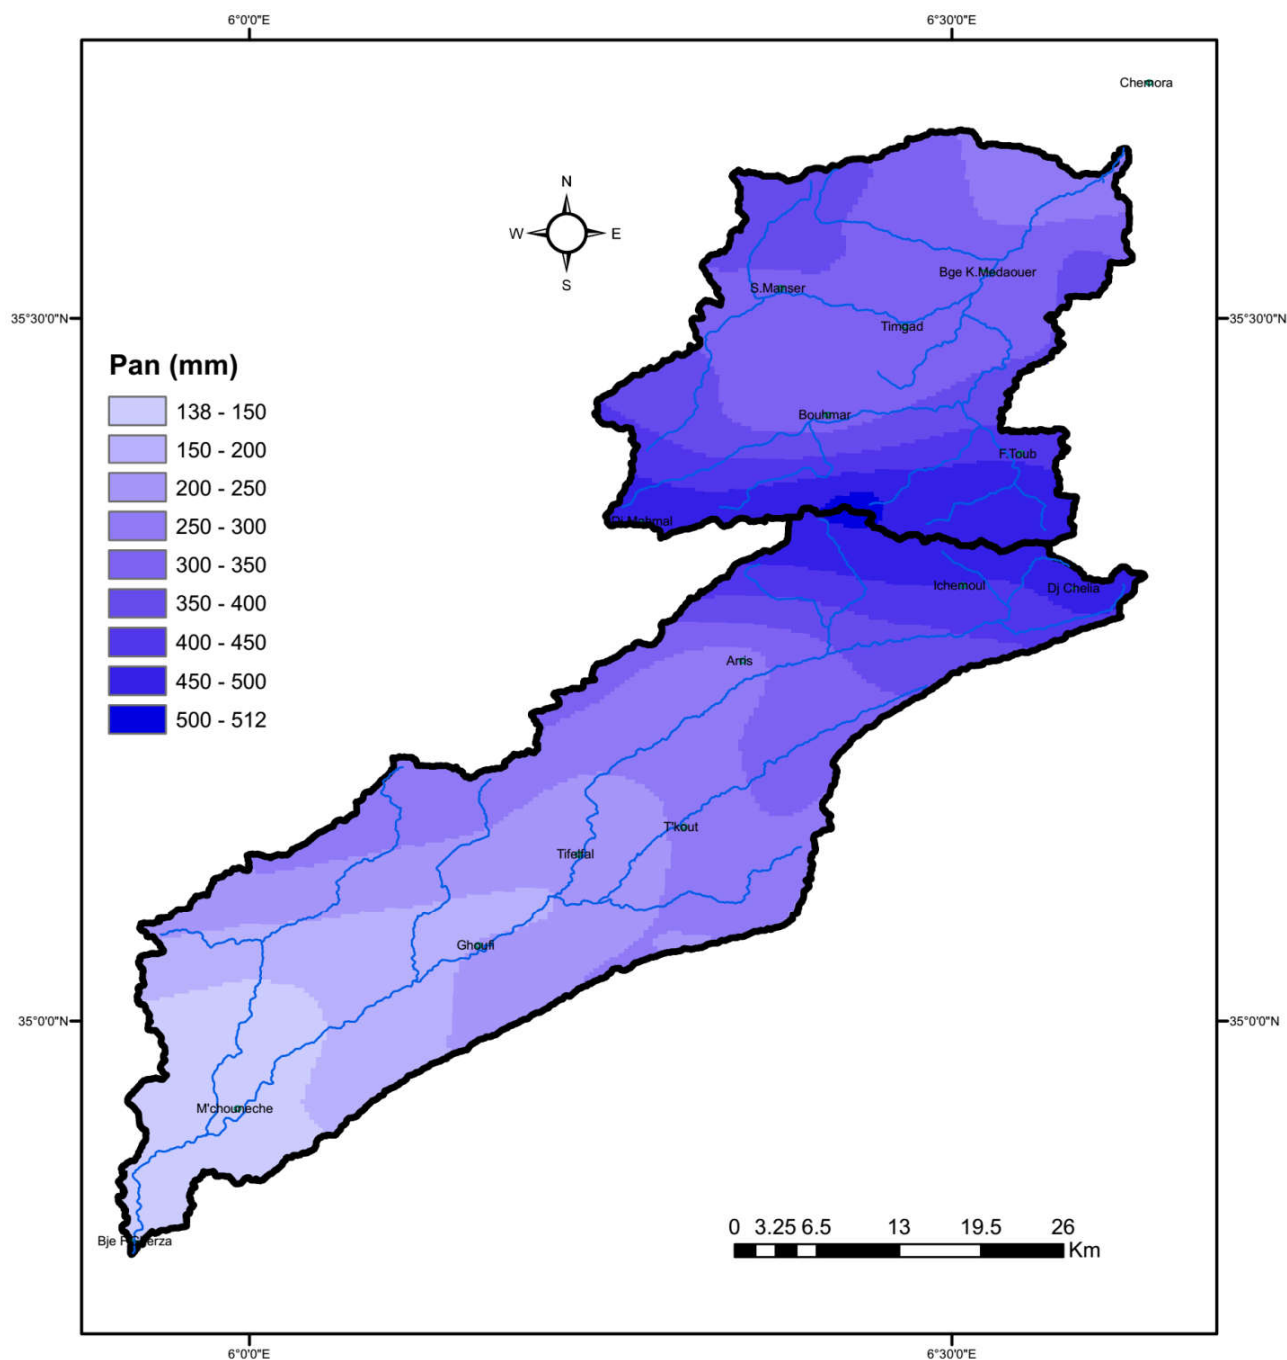 6°0'0"E
6°30'0"E
Chemora
N
W
E
S
Bge K.Medaouer
S.Manser
35°30'0"N
35°30'0"N
Timgad
Pan (mm)
138 - 150
150 - 200
200 - 250
250 - 300
300 - 350
350 - 400
400 - 450
450 - 500
500 - 512
Bouhmar
F.Toub
Dj Mahmal
Ichemoul
Dj Chelia
Arris
T'kout
Tifelfal
Ghoufi
35°0'0"N
35°0'0"N
M'chouneche
Bje
0 3.25 6.5 13 19.5 26
Km
6°0'0"E
6°30'0"E